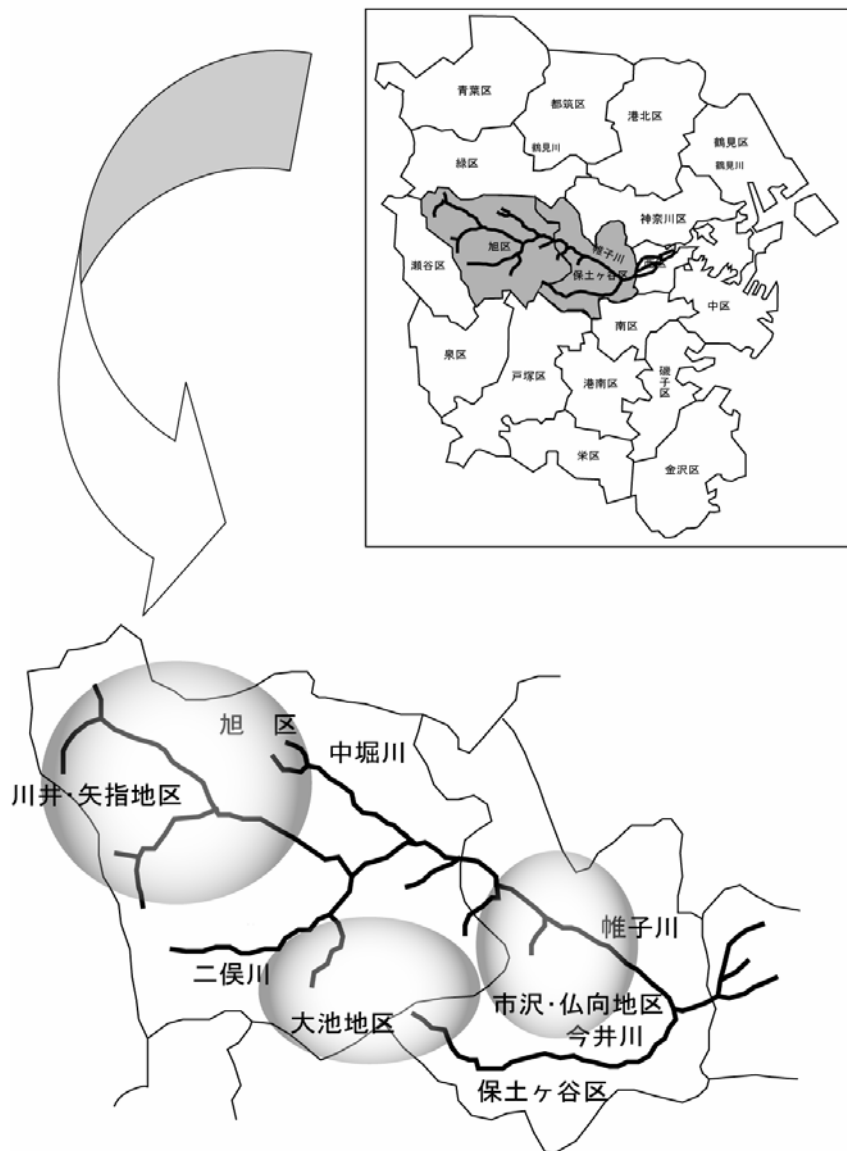 青葉区
都筑区
港北区
鶴見区
鶴見川
緑区
鶴見川
神奈川区
旭区
帷子川
瀬谷区
保土ヶ谷区
西区
中区
南区
泉区
戸塚区
港南区
磯子区
栄区
金沢区
旭 区
中堀川
川井・矢指地区
帷子川
二俣川
市沢・仏向地区
大池地区
今井川
保土ヶ谷区